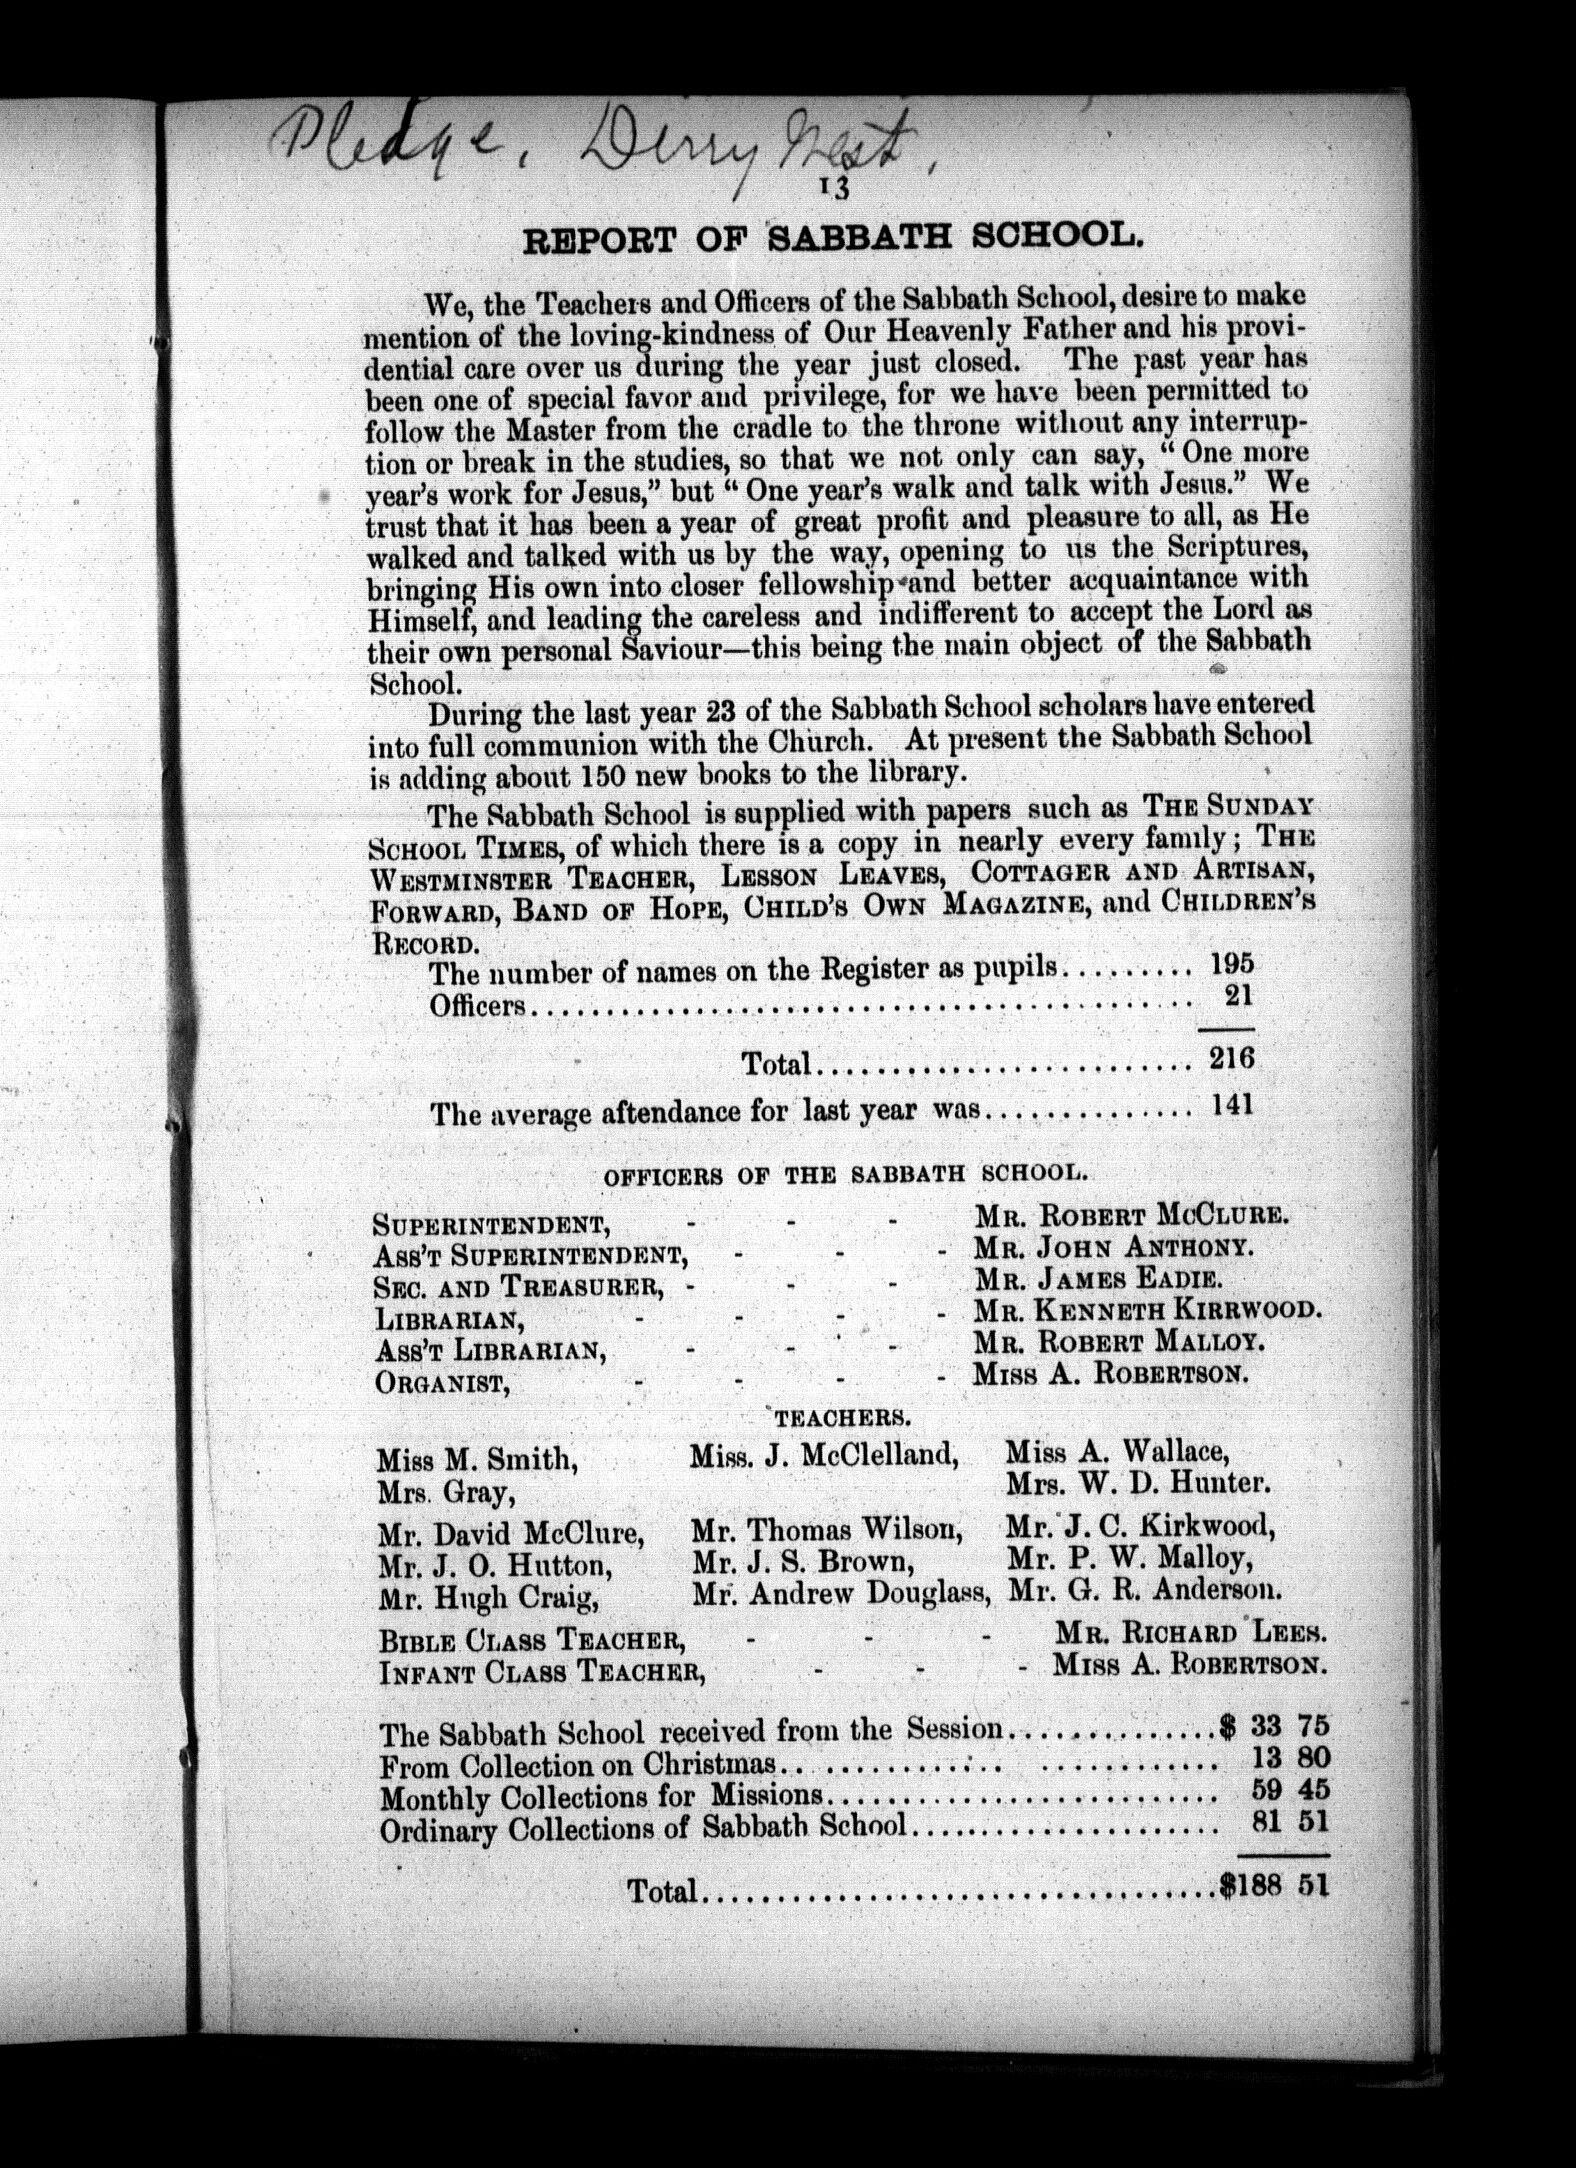 Pledge, Derry West,
13
REPORT OF SABBATH SCHOOL.
We, the Teachers and Officers of the Sabbath School, desire to make
mention of the loving-kindness of Our Heavenly Father and his provi-
dential care over us during the year just closed. The past year has
been one of special favor and privilege, for we have been permitted to
follow the Master from the cradle to the throne without any interrup-
tion or break in the studies, so that we not only can say, “One more
year's work for Jesus,” but “One year's walk and talk with Jesus.” We
trust that it has been a year of great profit and pleasure to all, as He
walked and talked with us by the way, opening to us the Scriptures,
bringing His own into closer fellowship and better acquaintance with
Himself, and leading the careless and indifferent to accept the Lord as
their own personal Saviour—this being the main object of the Sabbath
School.
During the last year 23 of the Sabbath School scholars have entered
into full communion with the Church. At present the Sabbath School
is adding about 150 new books to the library.
The Sabbath School is supplied with papers such as THE SUNDAY
SCHOOL TIMES, of which there is a copy in nearly every family; THE
WESTMINSTER TEACHER, LESSON LEAVES, COTTAGER AND ARTISAN,
FORWARD, BAND OF HOPE, CHILD'S OWN MAGAZINE, and CHILDREN'S
RECORD.
The number of names on the Register as pupils......... 195
Officers............................................ 21
Total......................... 216
The average aftendance for last year was.............. 141
OFFICERS OF THE SABBATH SCHOOL.
SUPERINTENDENT, - - - MR. ROBERT MCCLURE.
ASS'T SUPERINTENDENT, - - - MR. JOHN ANTHONY.
SEC. AND TREASURER, - - - MR. JAMES EADIE.
LIBRARIAN, - - - - MR. KENNETH KIRRWOOD.
ASS'T LIBRARIAN, - - - MR. ROBERT MALLOY.
ORGANIST, - - - - MISS A. ROBERTSON.
TEACHERS.
Miss M. Smith, Miss. J. McClelland, Miss A. Wallace,
Mrs. Gray, Mrs. W. D. Hunter.
Mr. David McClure, Mr. Thomas Wilson, Mr. J. C. Kirkwood,
Mr. J. O. Hutton, Mr. J. S. Brown, Mr. P. W. Malloy,
Mr. Hugh Craig, Mr. Andrew Douglass, Mr. G. R. Anderson.
BIBLE CLASS TEACHER, - - - MR. RICHARD LEES.
INFANT CLASS TEACHER, - - - MISS A. ROBERTSON.
The Sabbath School received from the Session..............$ 33 75
From Collection on Christmas............................ 13 80
Monthly Collections for Missions.......................... 59 45
Ordinary Collections of Sabbath School..................... 81 51
Total..................................$188 51